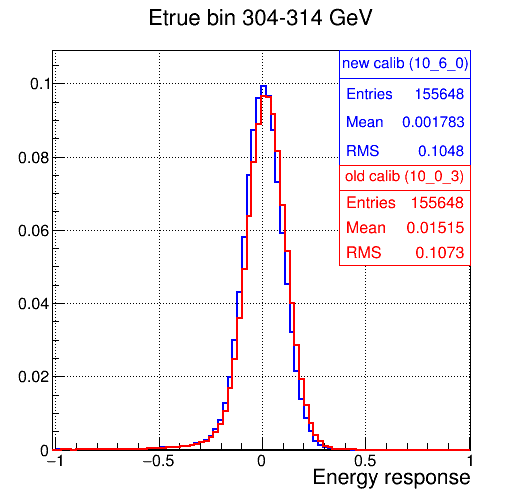 Etrue bin 304-314 GeV
new calib (10_6_0)
Entries 155648
Mean 0.001783
RMS 0.1048
old calib (10_0_3)
Entries 155648
Mean 0.01515
RMS 0.1073
0.1
0.08
0.06
0.04
0.02
0
−1 −0.5 0 0.5 1
Energy response